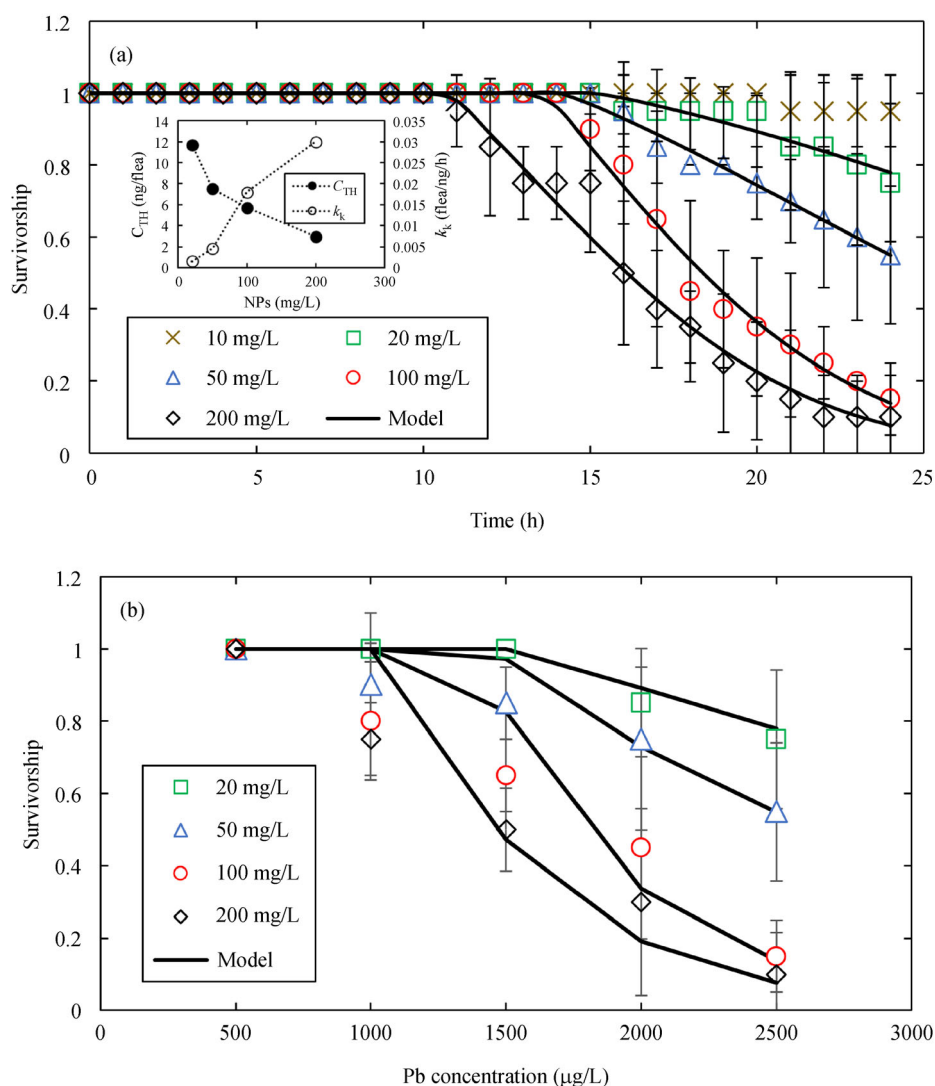 (a)
1.2
1
0.8
0.6
0.4
0.2
0
Survivorship
14
12
10
8
6
4
2
0
C_TH (ng/flea)
0.035
0.03
0.025
0.02
0.015
0.01
0.005
0
k_k (flea/ng/h)
C_TH
k_k
0 100 200 300
NPs (mg/L)
10 mg/L 20 mg/L
50 mg/L 100 mg/L
200 mg/L Model
0 5 10 15 20 25
Time (h)
(b)
1.2
1
0.8
0.6
0.4
0.2
0
Survivorship
20 mg/L
50 mg/L
100 mg/L
200 mg/L
Model
0 500 1000 1500 2000 2500 3000
Pb concentration (μg/L)